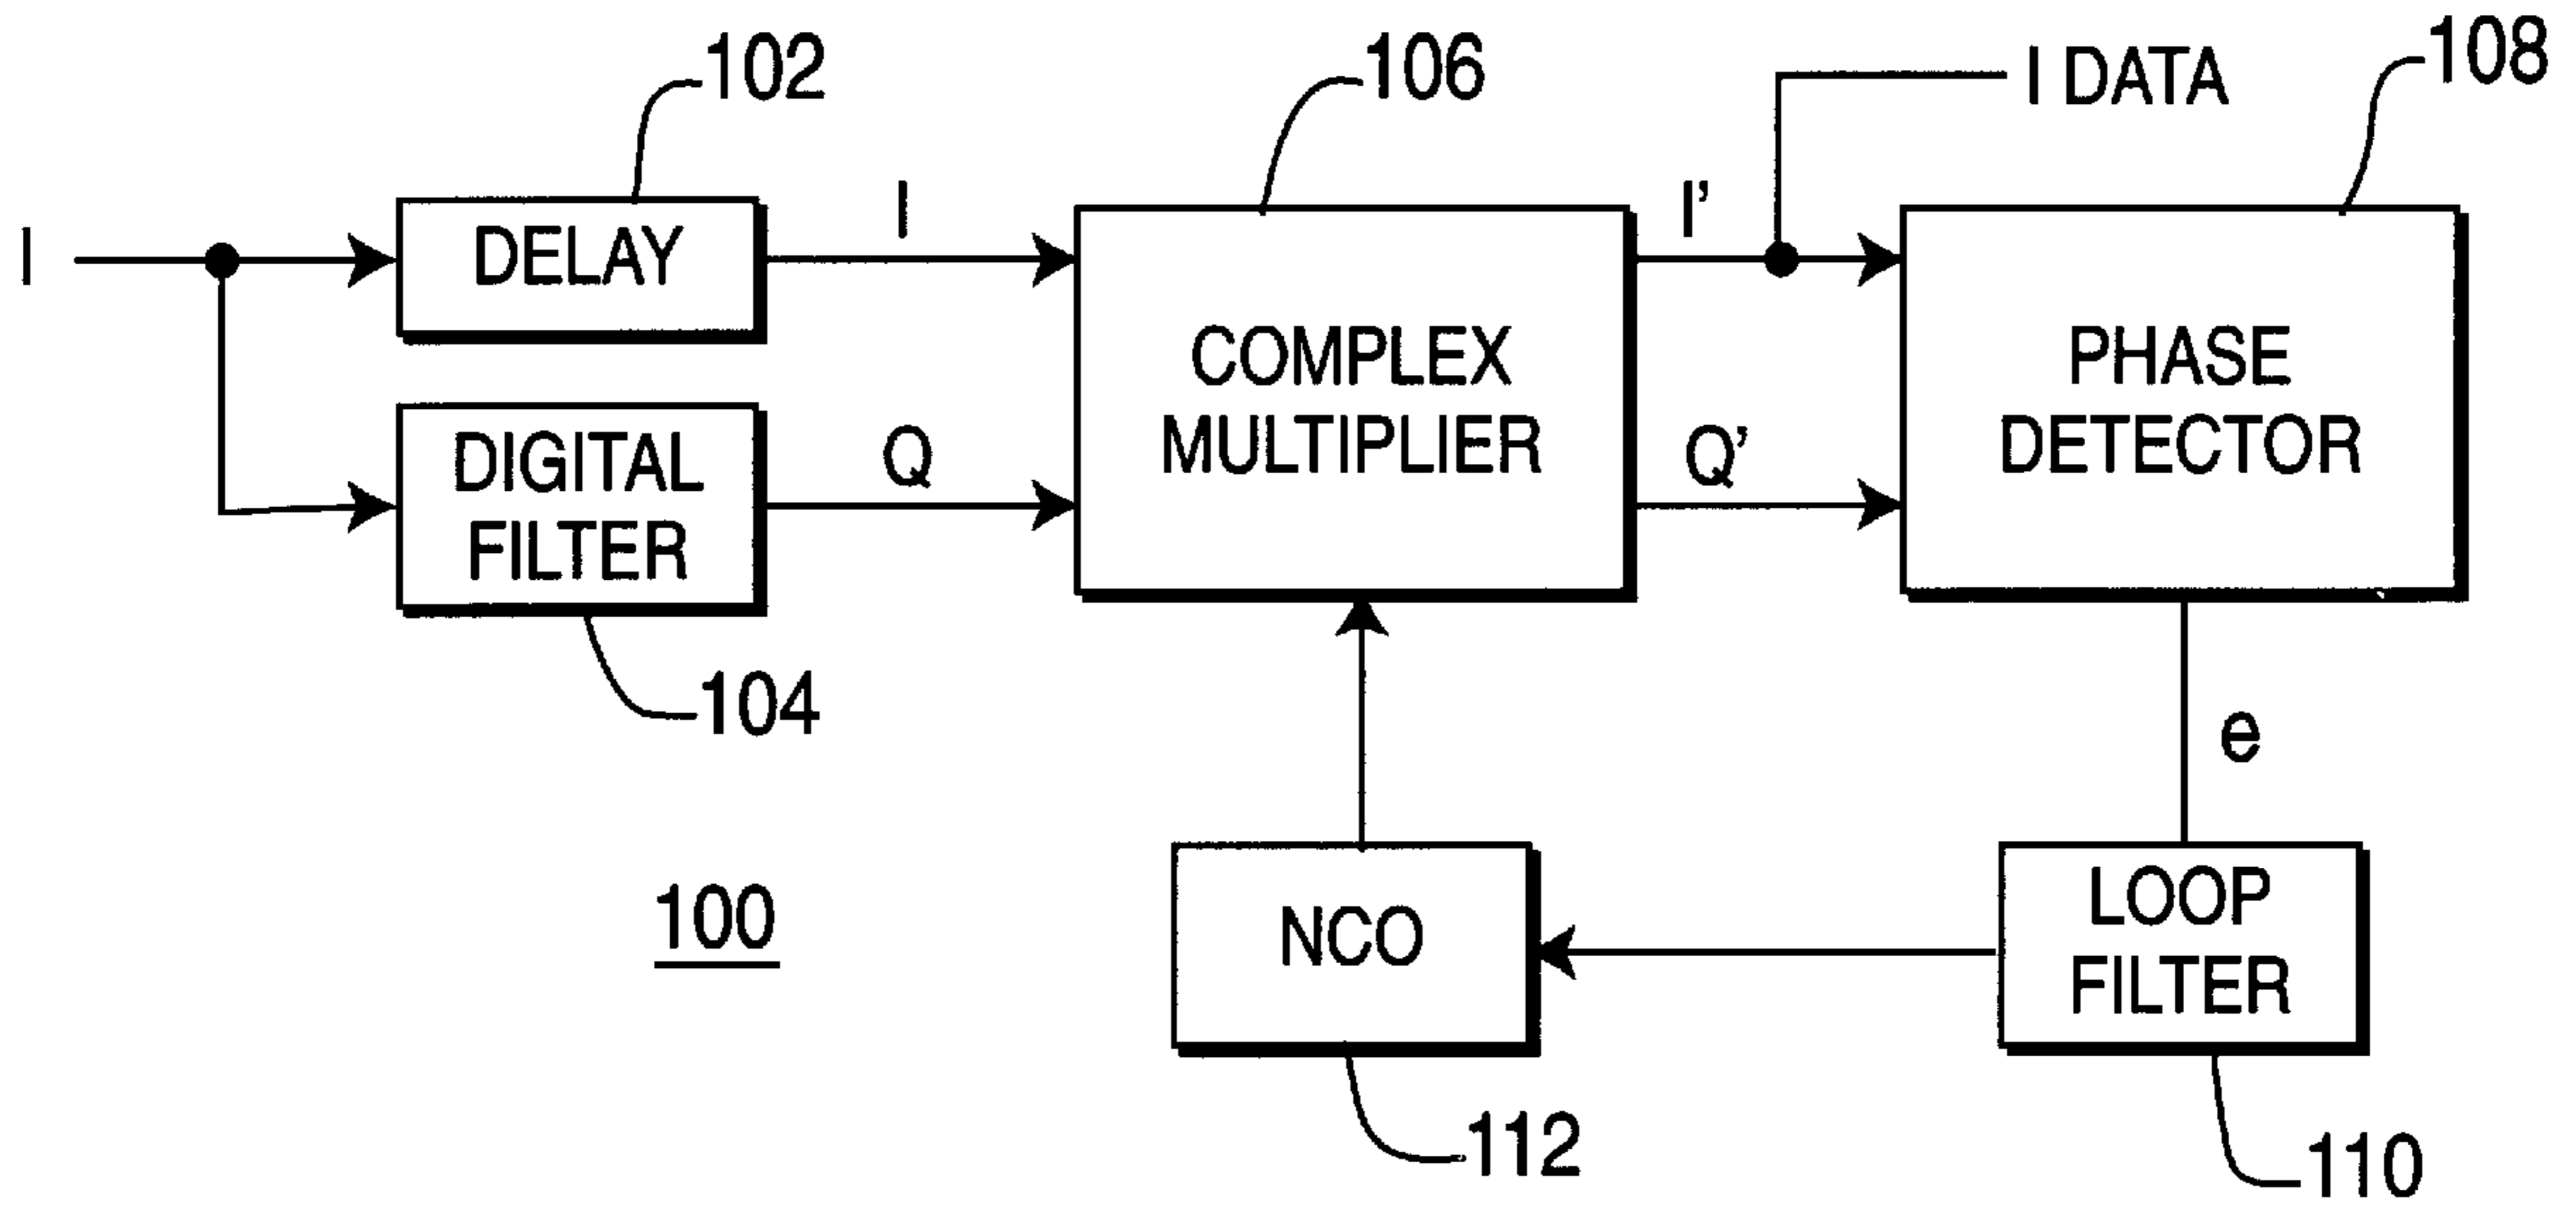 102
106
I DATA
108
I
DELAY
I
COMPLEX
MULTIPLIER
I'
PHASE
DETECTOR
DIGITAL
FILTER
Q
Q'
104
e
100
NCO
LOOP
FILTER
112
110